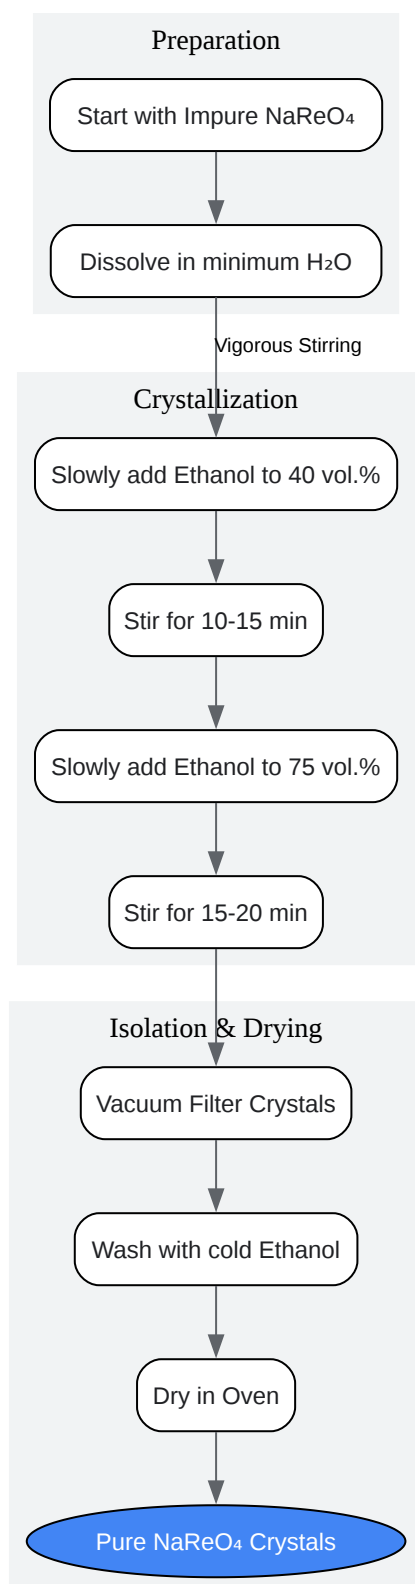 Preparation
Start with Impure NaReO₄
Dissolve in minimum H₂O
Vigorous Stirring
Crystallization
Slowly add Ethanol to 40 vol.%
Stir for 10-15 min
Slowly add Ethanol to 75 vol.%
Stir for 15-20 min
Isolation & Drying
Vacuum Filter Crystals
Wash with cold Ethanol
Dry in Oven
Pure NaReO₄ Crystals